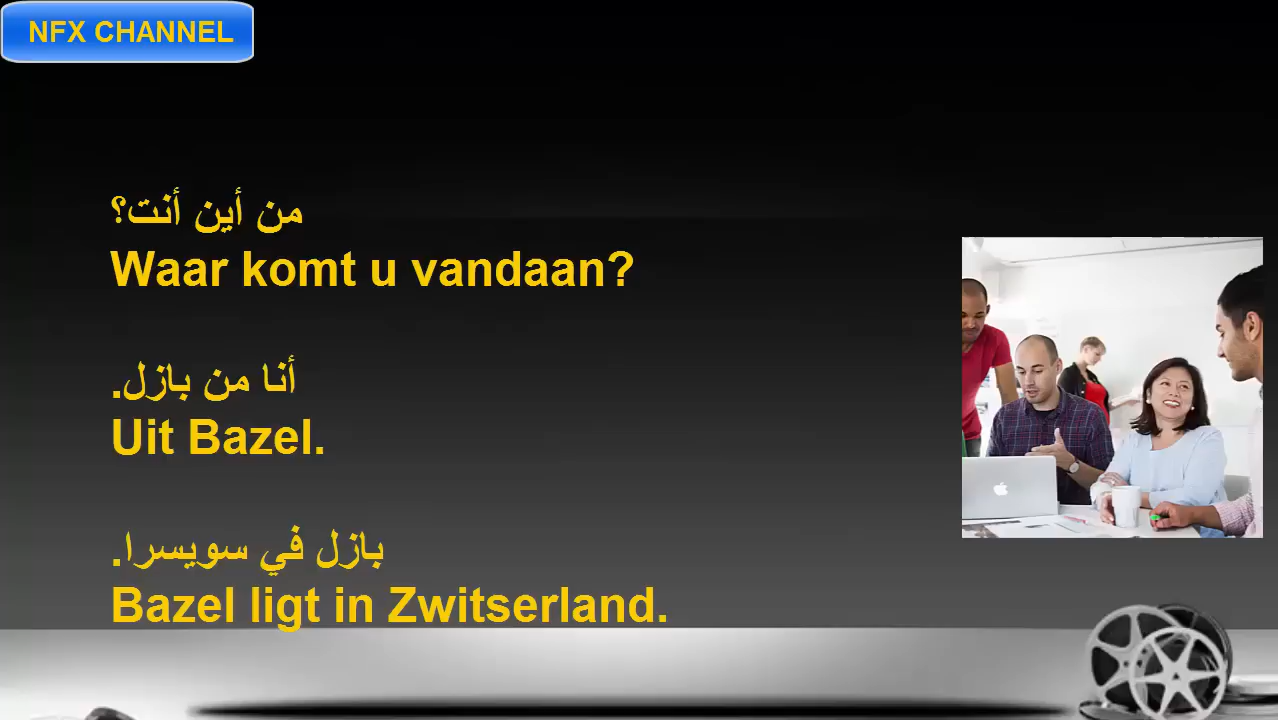 NFX CHANNEL
من أين أنت؟
Waar komt u vandaan?
أنا من بازل.
Uit Bazel.
بازل في سويسرا.
Bazel ligt in Zwitserland.